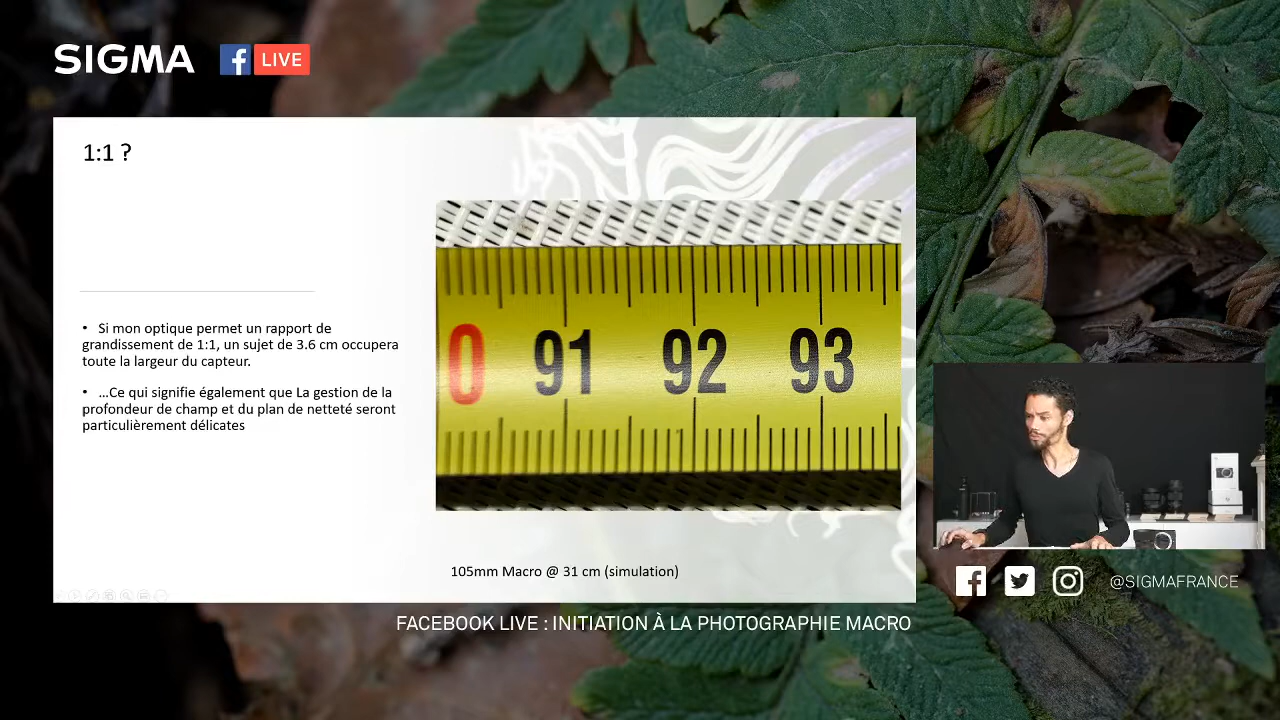 SIGMA
LIVE
1:1 ?
• Si mon optique permet un rapport de
grandissement de 1:1, un sujet de 3.6 cm occupera
toute la largeur du capteur.
• …Ce qui signifie également que La gestion de la
profondeur de champ et du plan de netteté seront
particulièrement délicates
0 91 92 93
105mm Macro @ 31 cm (simulation)
@SIGMAFRANCE
FACEBOOK LIVE : INITIATION À LA PHOTOGRAPHIE MACRO